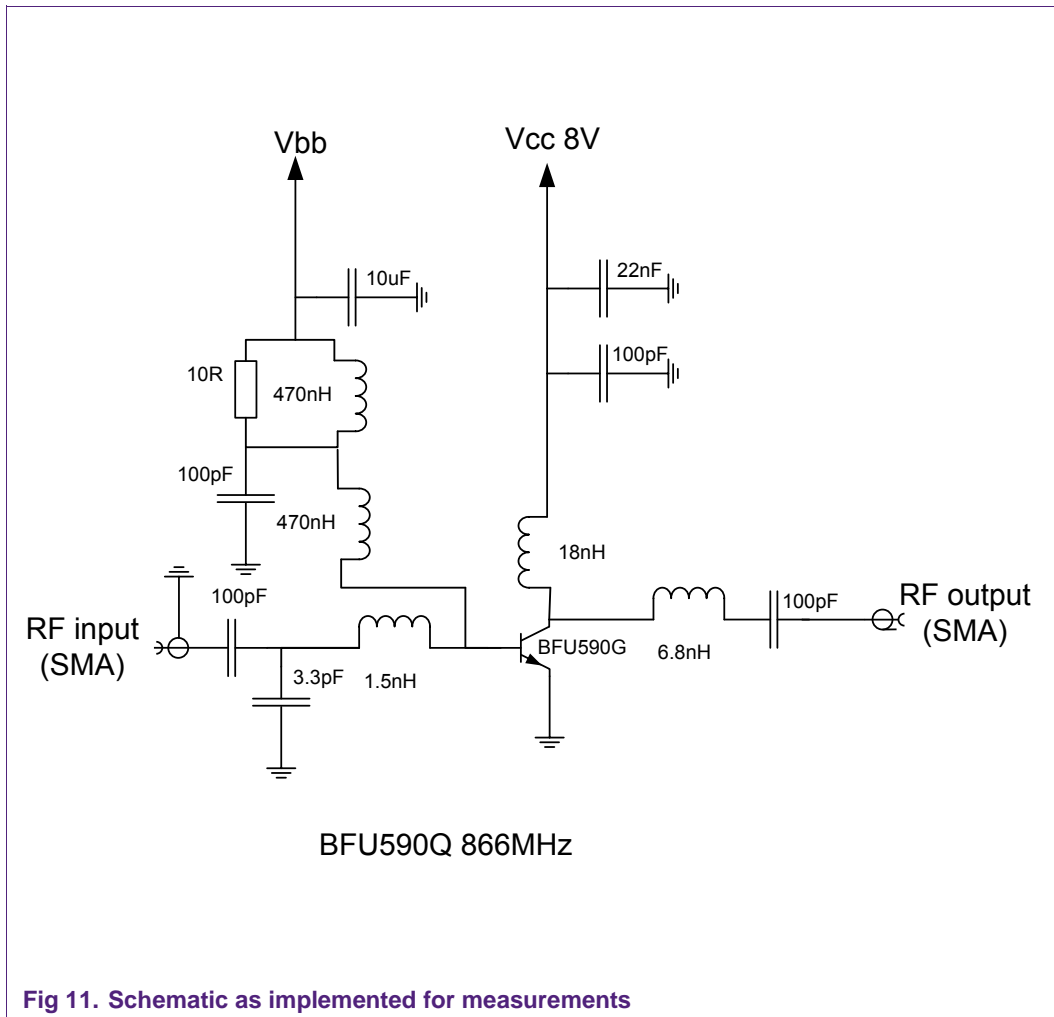 Vbb
Vcc 8V
10uF
22nF
100pF
10R
470nH
100pF
470nH
18nH
100pF
100pF
RF input
(SMA)
RF output
(SMA)
BFU590G
6.8nH
3.3pF
1.5nH
BFU590Q 866MHz
Fig 11. Schematic as implemented for measurements